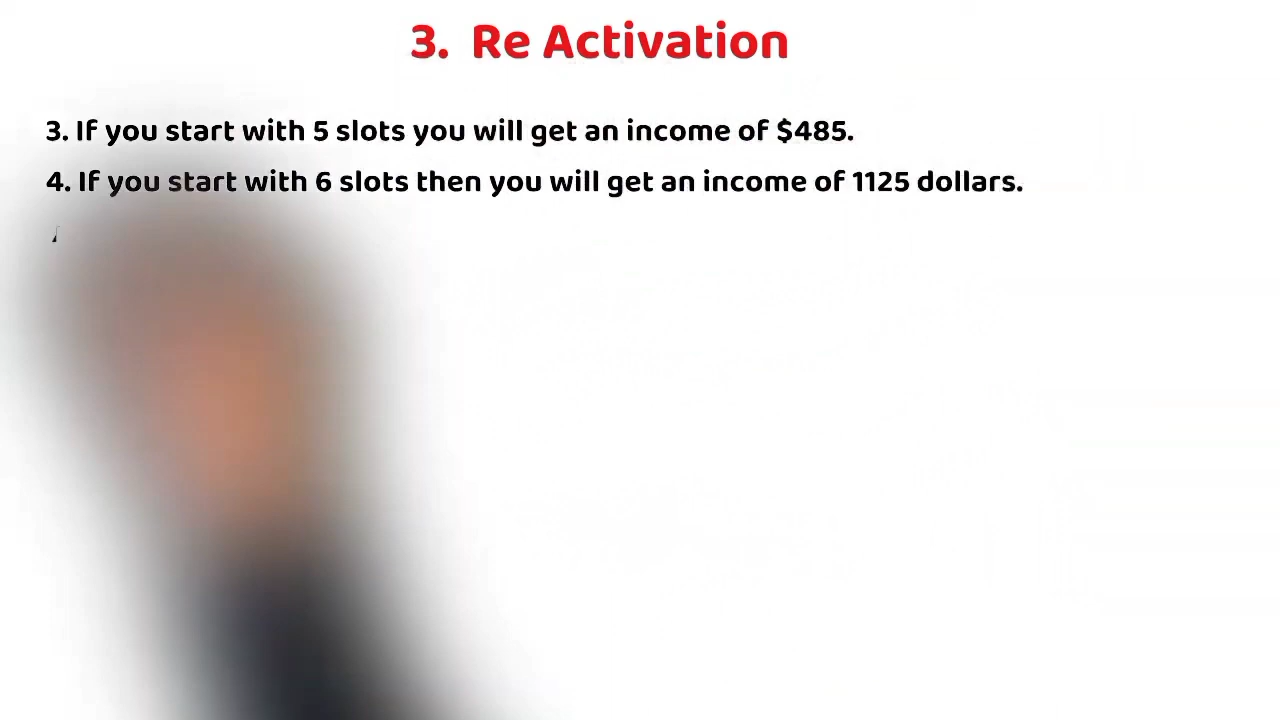 3. Re Activation
3. If you start with 5 slots you will get an income of $485.
4. If you start with 6 slots then you will get an income of 1125 dollars.